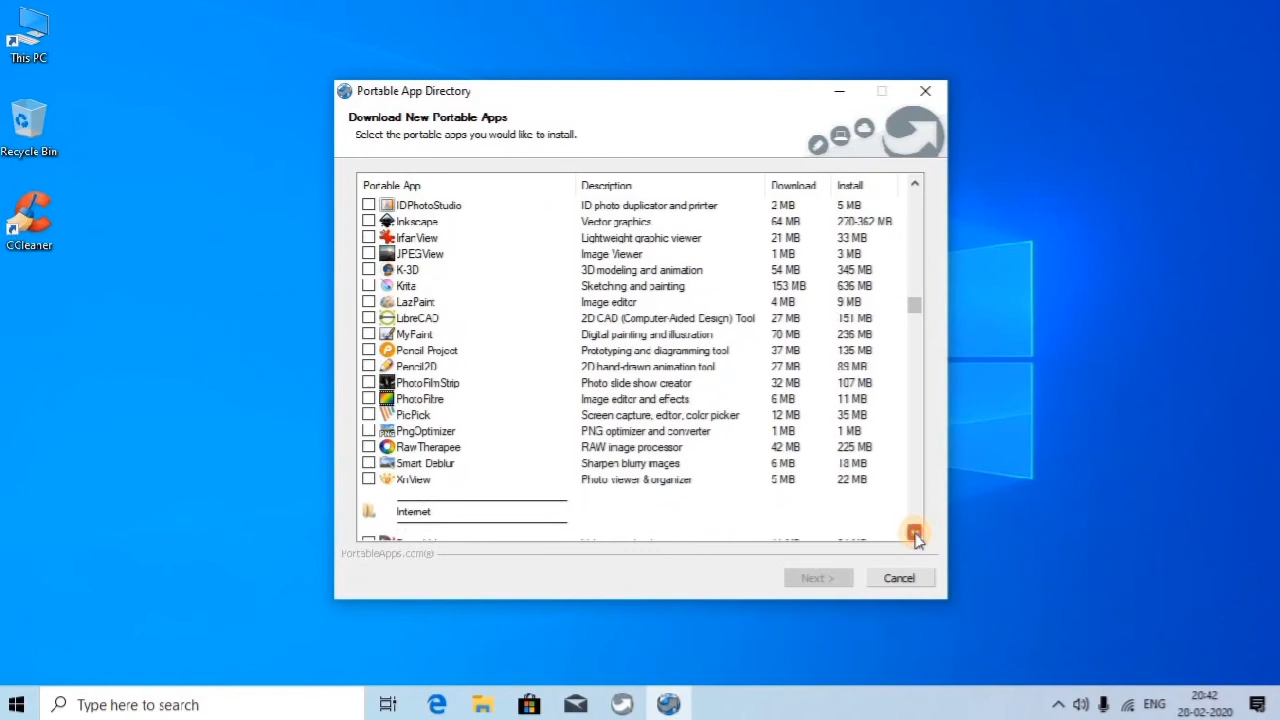 This PC
Recycle Bin
CCleaner
Portable App Directory
Download New Portable Apps
Select the portable apps you would like to install.
Portable App Description Download Install
IDPhotoStudio ID photo duplicator and printer 2 MB 5 MB
Inkscape Vector graphics 64 MB 270-362 MB
IrfanView Lightweight graphic viewer 21 MB 33 MB
JPEGView Image Viewer 1 MB 3 MB
K-3D 3D modeling and animation 54 MB 345 MB
Krita Sketching and painting 153 MB 636 MB
LazPaint Image editor 4 MB 9 MB
LibreCAD 2D CAD (Computer-Aided Design) Tool 27 MB 151 MB
MyPaint Digital painting and illustration 70 MB 236 MB
Pencil Project Prototyping and diagramming tool 37 MB 135 MB
Pencil2D 2D hand-drawn animation tool 27 MB 89 MB
PhotoFilmStrip Photo slide show creator 32 MB 107 MB
PhotoFiltre Image editor and effects 6 MB 11 MB
PicPick Screen capture, editor, color picker 12 MB 35 MB
PngOptimizer PNG optimizer and converter 1 MB 1 MB
RawTherapee RAW image processor 42 MB 225 MB
Smart Deblur Sharpen blurry images 6 MB 18 MB
XnView Photo viewer & organizer 5 MB 22 MB
Internet
PortableApps.com®
Next > Cancel
Type here to search
ENG
20:42
28-02-2020